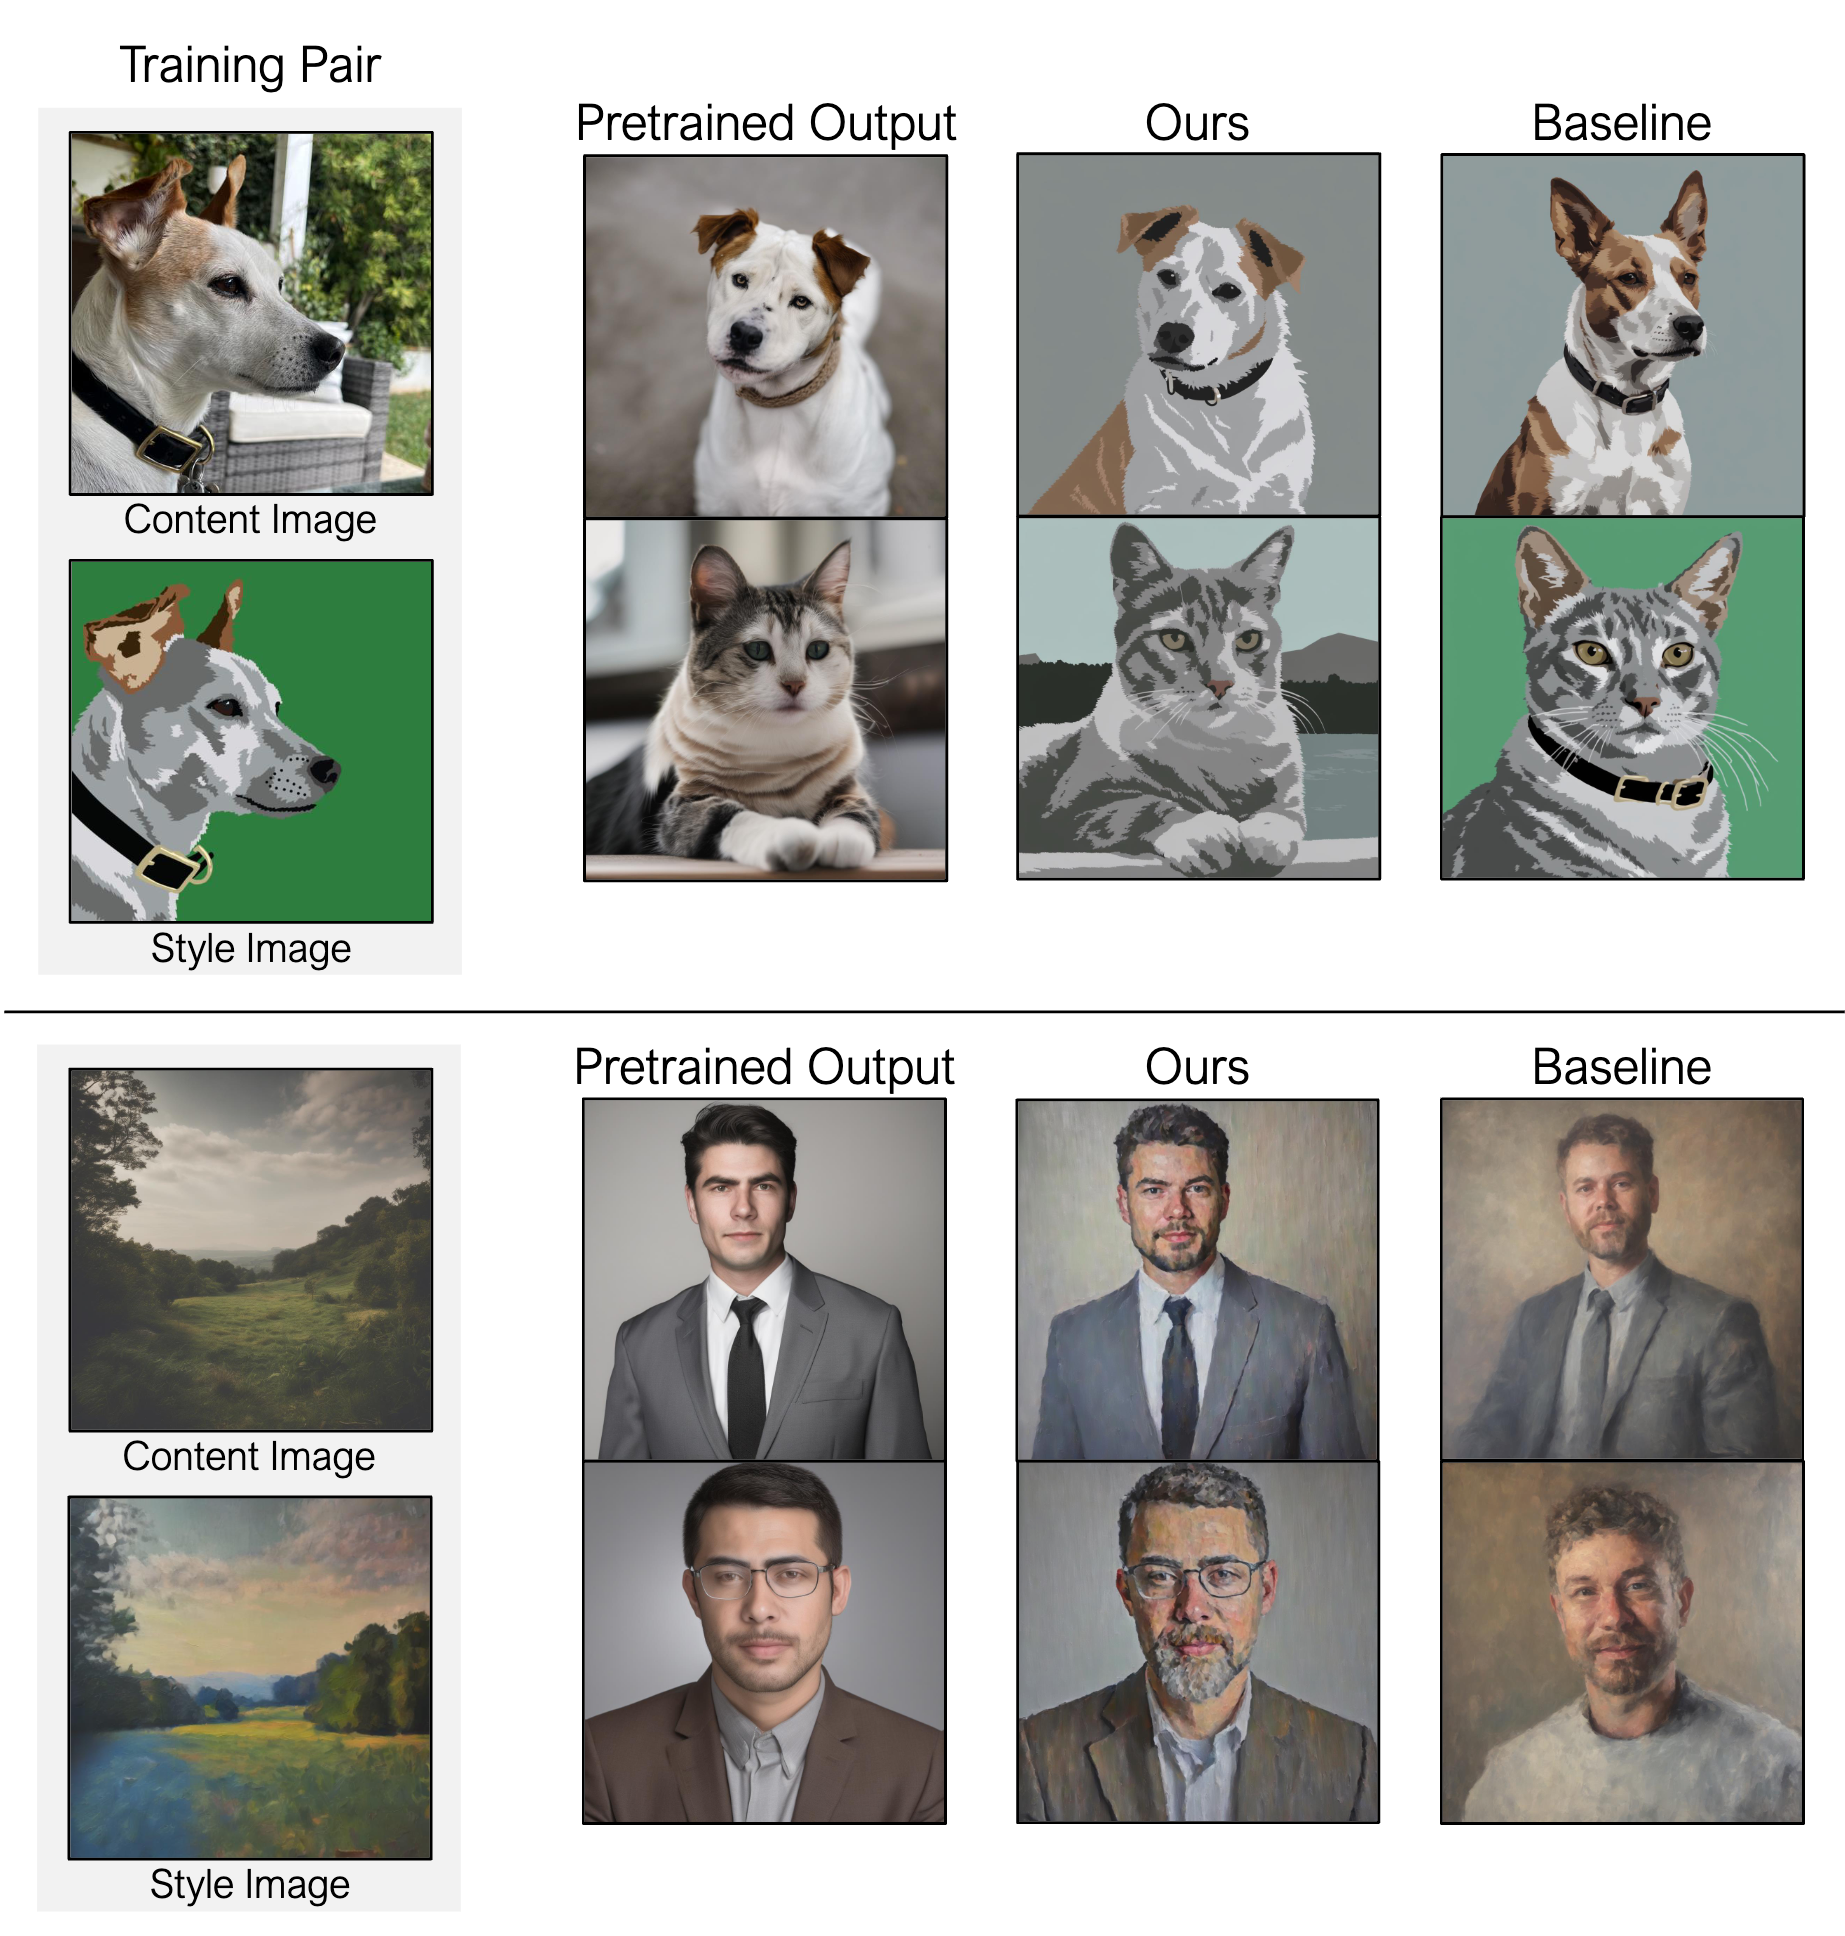 Training Pair
Pretrained Output
Ours
Baseline
Content Image
Style Image
Pretrained Output
Ours
Baseline
Content Image
Style Image